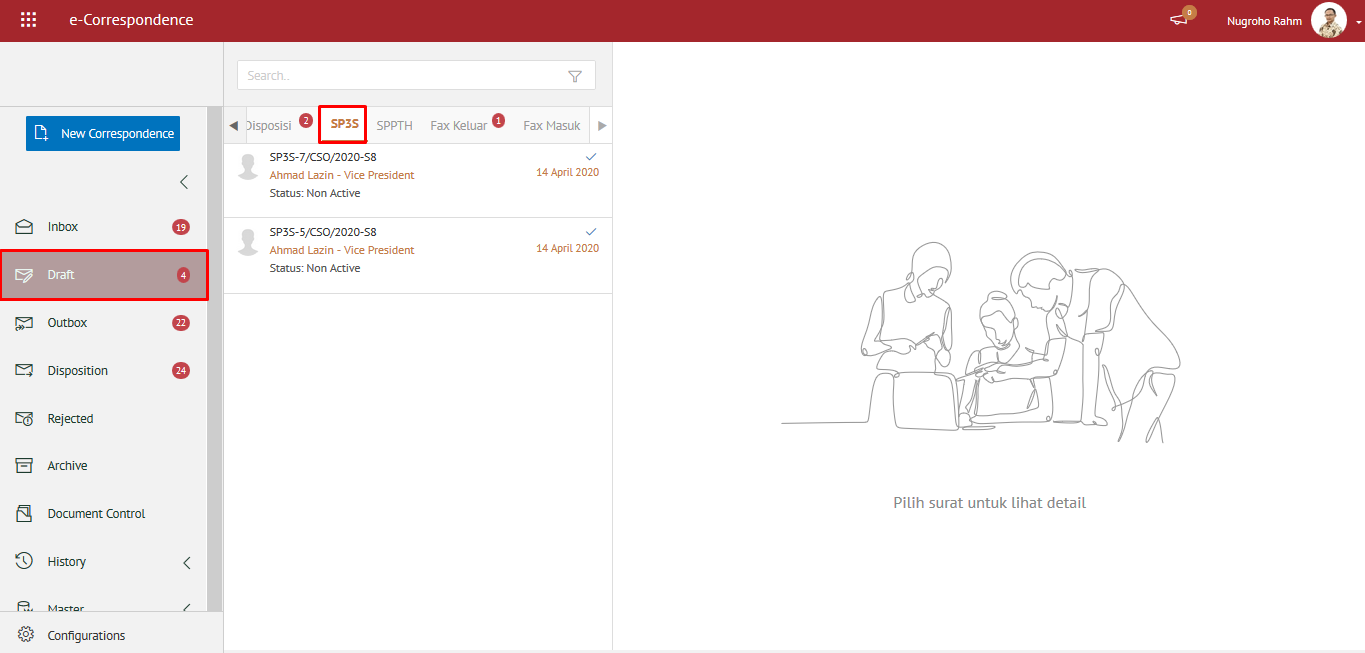 e-Correspondence
0
Nugroho Rahm
New Correspondence
Inbox 19
Draft 4
Outbox 22
Disposition 24
Rejected
Archive
Document Control
History
Master
Configurations
Search..
Disposisi 2 SP3S SPPTH Fax Keluar 1 Fax Masuk
SP3S-7/CSO/2020-S8
Ahmad Lazin - Vice President 14 April 2020
Status: Non Active
SP3S-5/CSO/2020-S8
Ahmad Lazin - Vice President 14 April 2020
Status: Non Active
Pilih surat untuk lihat detail